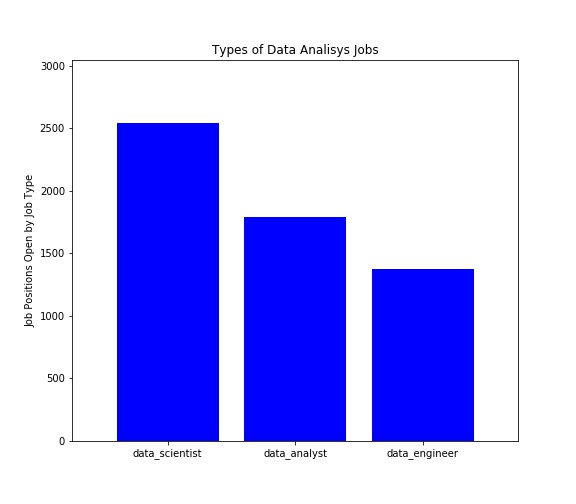 Types of Data Analisys Jobs
Job Positions Open by Job Type
3000
2500
2000
1500
1000
500
0
data_scientist
data_analyst
data_engineer